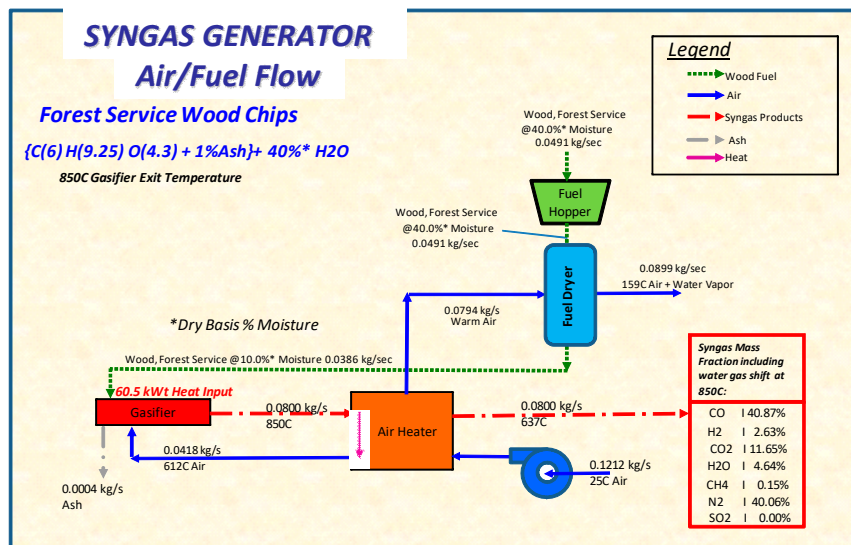 SYNGAS GENERATOR
Air/Fuel Flow
Forest Service Wood Chips
{C(6) H(9.25) O(4.3) + 1%Ash}+ 40%* H2O
850C Gasifier Exit Temperature
Legend
Wood Fuel
Air
Syngas Products
Ash
Heat
Wood, Forest Service
@40.0%* Moisture
0.0491 kg/sec
Fuel
Hopper
Wood, Forest Service
@40.0%* Moisture
0.0491 kg/sec
Fuel Dryer
0.0899 kg/sec
159C Air + Water Vapor
0.0794 kg/s
Warm Air
*Dry Basis % Moisture
Wood, Forest Service @10.0%* Moisture 0.0386 kg/sec
60.5 kWt Heat Input
Gasifier
0.0800 kg/s
850C
Air Heater
0.0800 kg/s
637C
0.0418 kg/s
612C Air
0.1212 kg/s
25C Air
0.0004 kg/s
Ash
Syngas Mass
Fraction including
water gas shift at
850C:
CO I 40.87%
H2 I 2.63%
CO2 I 11.65%
H2O I 4.64%
CH4 I 0.15%
N2 I 40.06%
SO2 I 0.00%